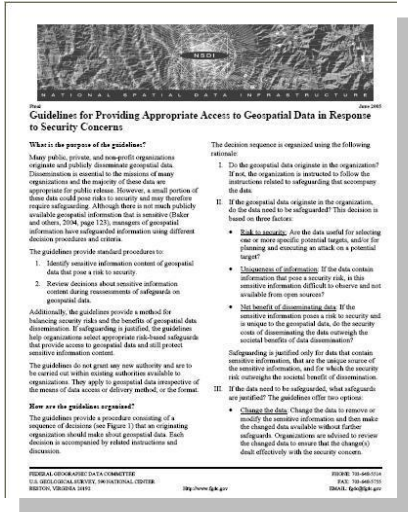 NSDI
NATIONAL SPATIAL DATA INFRASTRUCTURE
Final
June 2005
Guidelines for Providing Appropriate Access to Geospatial Data in Response
to Security Concerns
What is the purpose of the guidelines?
Many public, private, and non-profit organizations
originate and publicly disseminate geospatial data.
Dissemination is essential to the missions of many
organizations and the majority of these data are
appropriate for public release. However, a small portion of
these data could pose risks to security and may therefore
require safeguarding. Although there is not much publicly
available geospatial information that is sensitive (Baker
and others, 2004, page 123), managers of geospatial
information have safeguarded information using different
decision procedures and criteria.
The guidelines provide standard procedures to:
1. Identify sensitive information content of geospatial
data that pose a risk to security.
2. Review decisions about sensitive information
content during reassessments of safeguards on
geospatial data.
Additionally, the guidelines provide a method for
balancing security risks and the benefits of geospatial data
dissemination. If safeguarding is justified, the guidelines
help organizations select appropriate risk-based safeguards
that provide access to geospatial data and still protect
sensitive information content.
The guidelines do not grant any new authority and are to
be carried out within existing authorities available to
organizations. They apply to geospatial data irrespective of
the means of data access or delivery method, or the format.
How are the guidelines organized?
The guidelines provide a procedure consisting of a
sequence of decisions (see Figure 1) that an originating
organization should make about geospatial data. Each
decision is accompanied by related instructions and
discussion.
The decision sequence is organized using the following
rationale:
I. Do the geospatial data originate in the organization?
If not, the organization is instructed to follow the
instructions related to safeguarding that accompany
the data.
II. If the geospatial data originate in the organization,
do the data need to be safeguarded? This decision is
based on three factors:
• Risk to security: Are the data useful for selecting
one or more specific potential targets, and/or for
planning and executing an attack on a potential
target?
• Uniqueness of information: If the data contain
information that pose a security risk, is this
sensitive information difficult to observe and not
available from open sources?
• Net benefit of disseminating data: If the
sensitive information poses a risk to security and
is unique to the geospatial data, do the security
costs of disseminating the data outweigh the
societal benefits of data dissemination?
Safeguarding is justified only for data that contain
sensitive information, that are the unique source of
the sensitive information, and for which the security
risk outweighs the societal benefit of dissemination.
III. If the data need to be safeguarded, what safeguards
are justified? The guidelines offer two options:
• Change the data: Change the data to remove or
modify the sensitive information and then make
the changed data available without further
safeguards. Organizations are advised to review
the changed data to ensure that the change(s)
dealt effectively with the security concern.
FEDERAL GEOGRAPHIC DATA COMMITTEE
U.S. GEOLOGICAL SURVEY, 590 NATIONAL CENTER
RESTON, VIRGINIA 20192
http://www.fgdc.gov
PHONE: 703-648-5514
FAX: 703-648-5755
EMAIL: fgdc@fgdc.gov